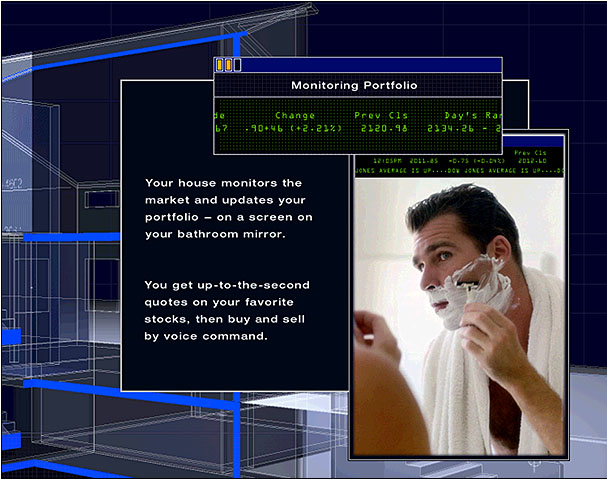 Monitoring Portfolio
Change Prev Cls Day's Ran
67 .90+46 (+2.21%) 2120.98 2134.26 - 2
Prev Cls
12:05PM 2011.85 +0.75 (+0.04%) 2012.60
JONES AVERAGE IS UP....DOW JONES AVERAGE IS UP....DO
Your house monitors the
market and updates your
portfolio – on a screen on
your bathroom mirror.
You get up-to-the-second
quotes on your favorite
stocks, then buy and sell
by voice command.